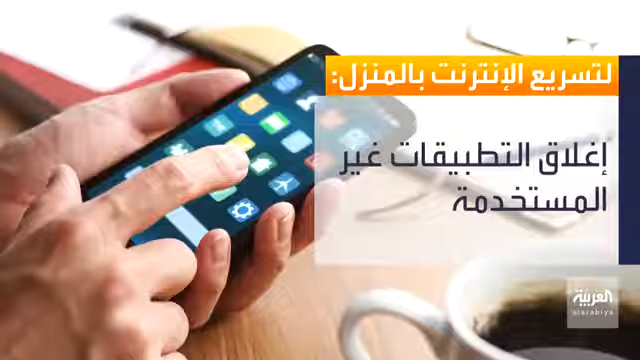 لتسريع الإنترنت بالمنزل:
إغلاق التطبيقات غير
المستخدمة
العربية
alarabiya